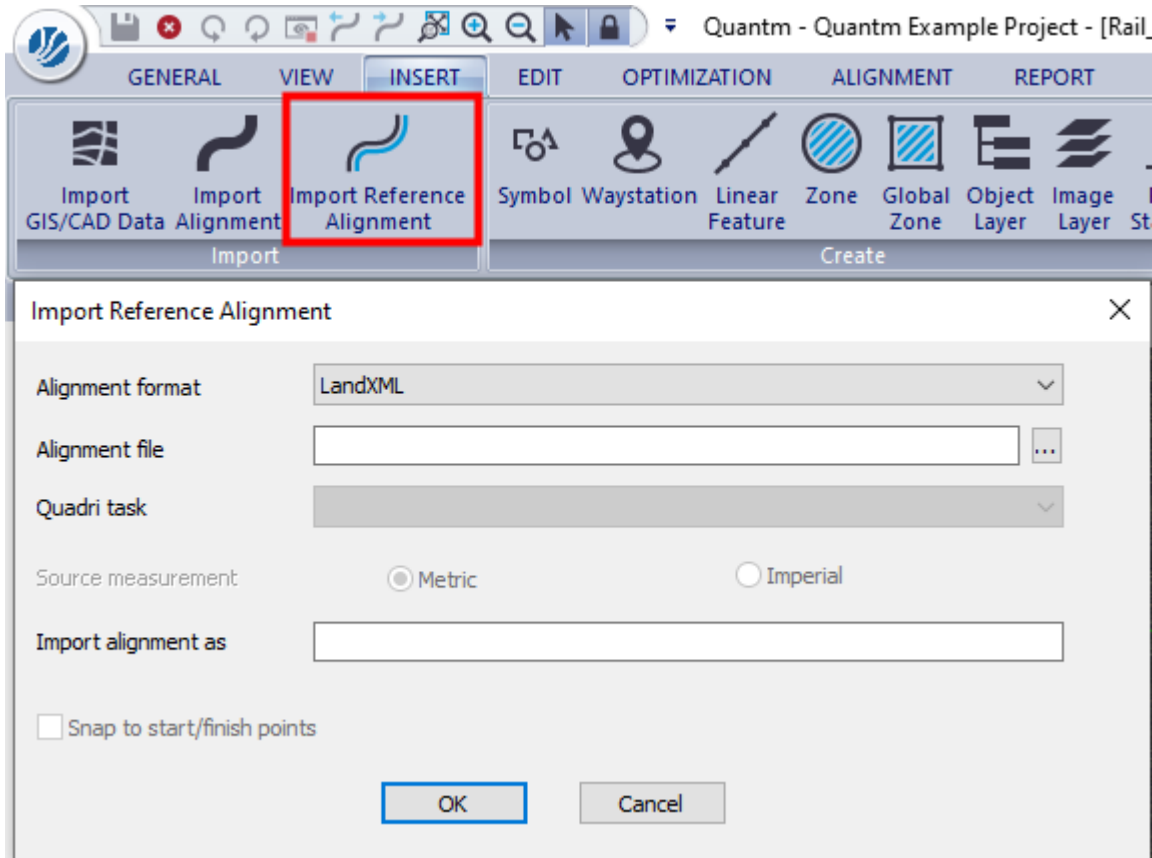 Quantm - Quantm Example Project - [Rail_
GENERAL VIEW INSERT EDIT OPTIMIZATION ALIGNMENT REPORT
Import Import Import Reference Symbol Waystation Linear Zone Global Object Image
GIS/CAD Data Alignment Alignment Feature Zone Layer Layer St
Import Create
Import Reference Alignment
Alignment format LandXML
Alignment file ...
Quadri task
Source measurement Metric Imperial
Import alignment as
Snap to start/finish points
OK Cancel